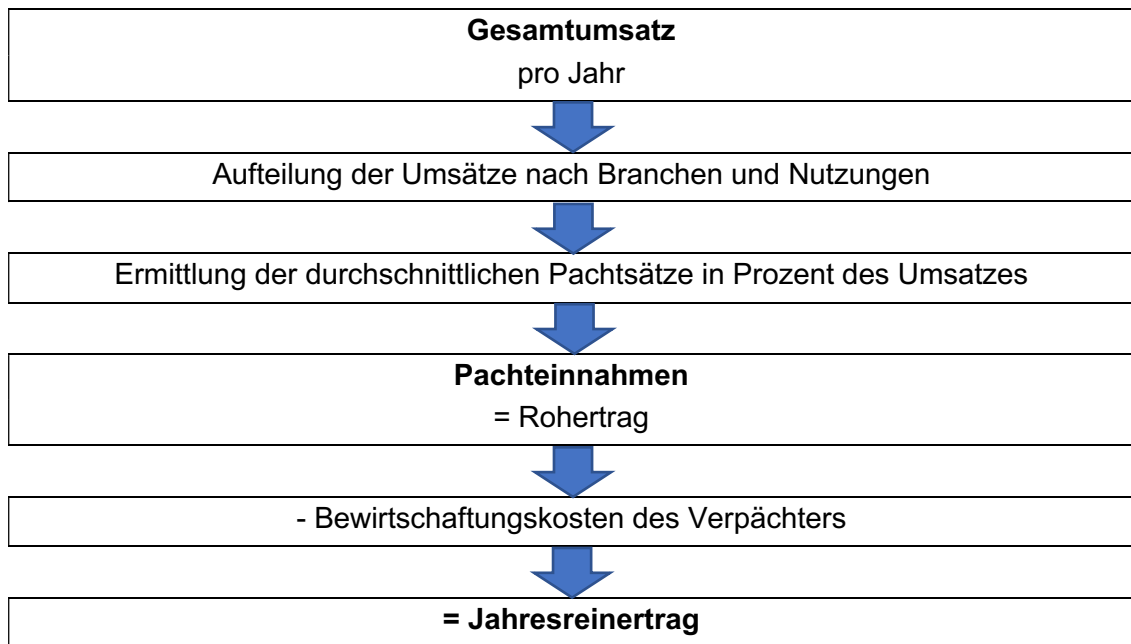 Gesamtumsatz
pro Jahr
Aufteilung der Umsätze nach Branchen und Nutzungen
Ermittlung der durchschnittlichen Pachtsätze in Prozent des Umsatzes
Pachteinnahmen
= Rohertrag
- Bewirtschaftungskosten des Verpächters
= Jahresreinertrag